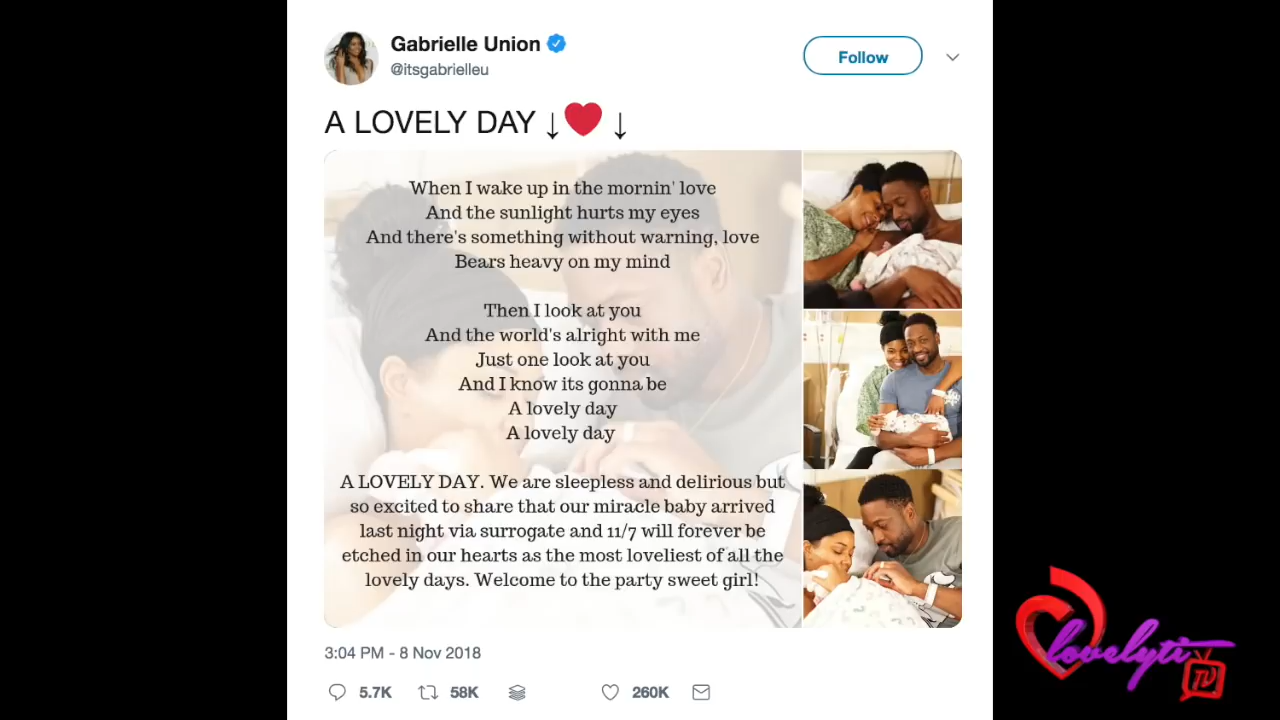 Gabrielle Union
@itsgabrielleu
Follow
A LOVELY DAY ↓❤️↓
When I wake up in the mornin' love
And the sunlight hurts my eyes
And there's something without warning, love
Bears heavy on my mind
Then I look at you
And the world's alright with me
Just one look at you
And I know its gonna be
A lovely day
A lovely day
A LOVELY DAY. We are sleepless and delirious but
so excited to share that our miracle baby arrived
last night via surrogate and 11/7 will forever be
etched in our hearts as the most loveliest of all the
lovely days. Welcome to the party sweet girl!
3:04 PM - 8 Nov 2018
5.7K 58K 260K
lovelyti
TV